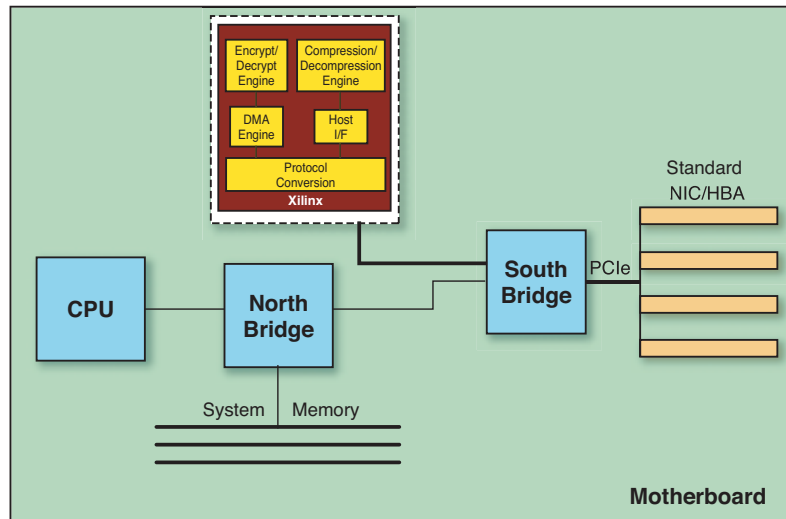 Encrypt/
Decrypt
Engine
Compression/
Decompression
Engine
DMA
Engine
Host
I/F
Protocol
Conversion
Xilinx
Standard
NIC/HBA
CPU
North
Bridge
South
Bridge
PCIe
System Memory
Motherboard